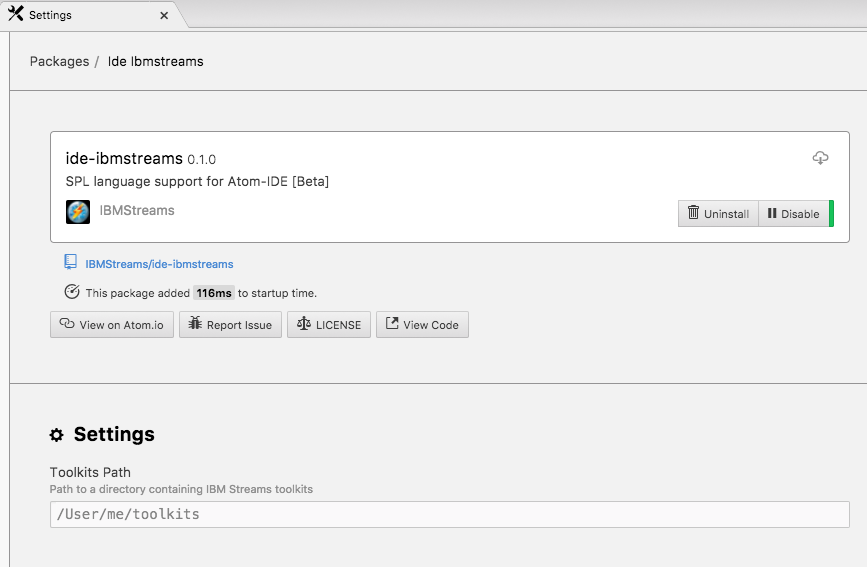 Settings
Packages / Ide Ibmstreams
ide-ibmstreams 0.1.0
SPL language support for Atom-IDE [Beta]
IBMStreams
Uninstall Disable
IBMStreams/ide-ibmstreams
This package added 116ms to startup time.
View on Atom.io Report Issue LICENSE View Code
Settings
Toolkits Path
Path to a directory containing IBM Streams toolkits
/User/me/toolkits